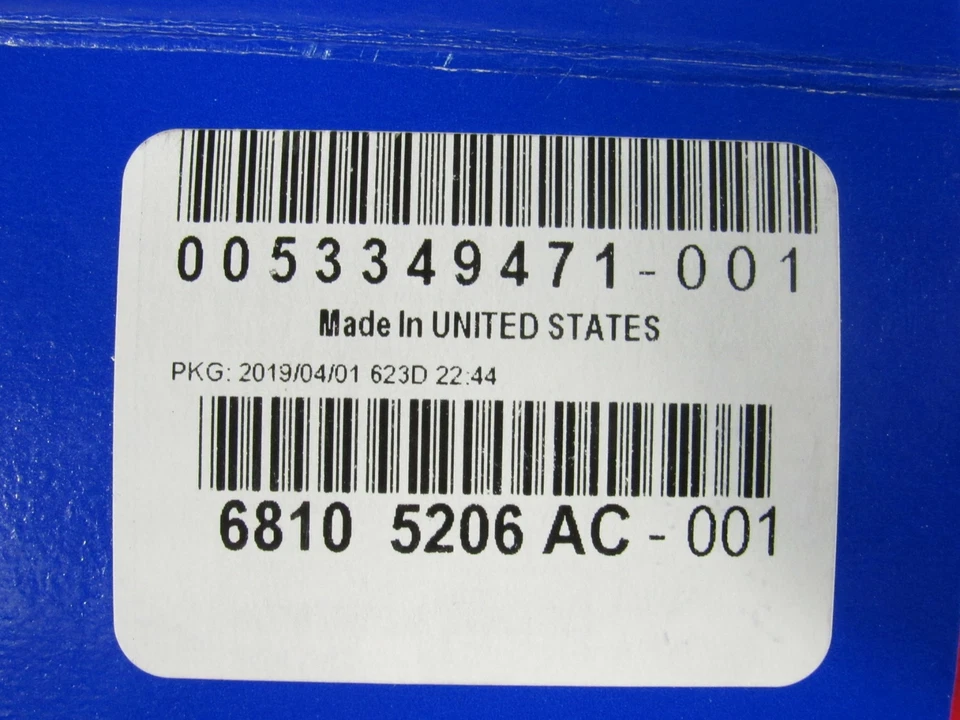 0053349471-001
Made In UNITED STATES
PKG: 2019/04/01 623D 22:44
6810 5206 AC - 001